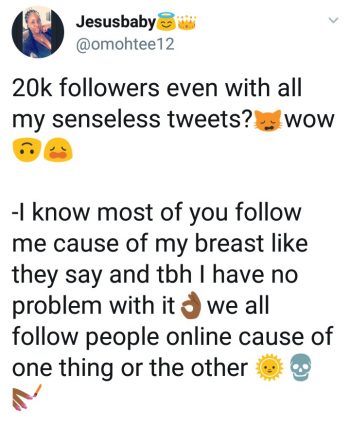 Jesusbaby😇👑
@omohtee12
20k followers even with all
my senseless tweets?😿wow
🙃😩
-I know most of you follow
me cause of my breast like
they say and tbh I have no
problem with it👌🏾we all
follow people online cause of
one thing or the other 🌞💀
💅🏾